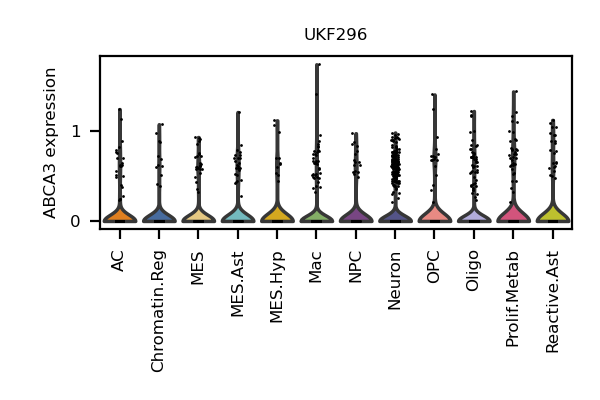 UKF296
ABCA3 expression
1
0
AC
Chromatin.Reg
MES
MES.Ast
MES.Hyp
Mac
NPC
Neuron
OPC
Oligo
Prolif.Metab
Reactive.Ast